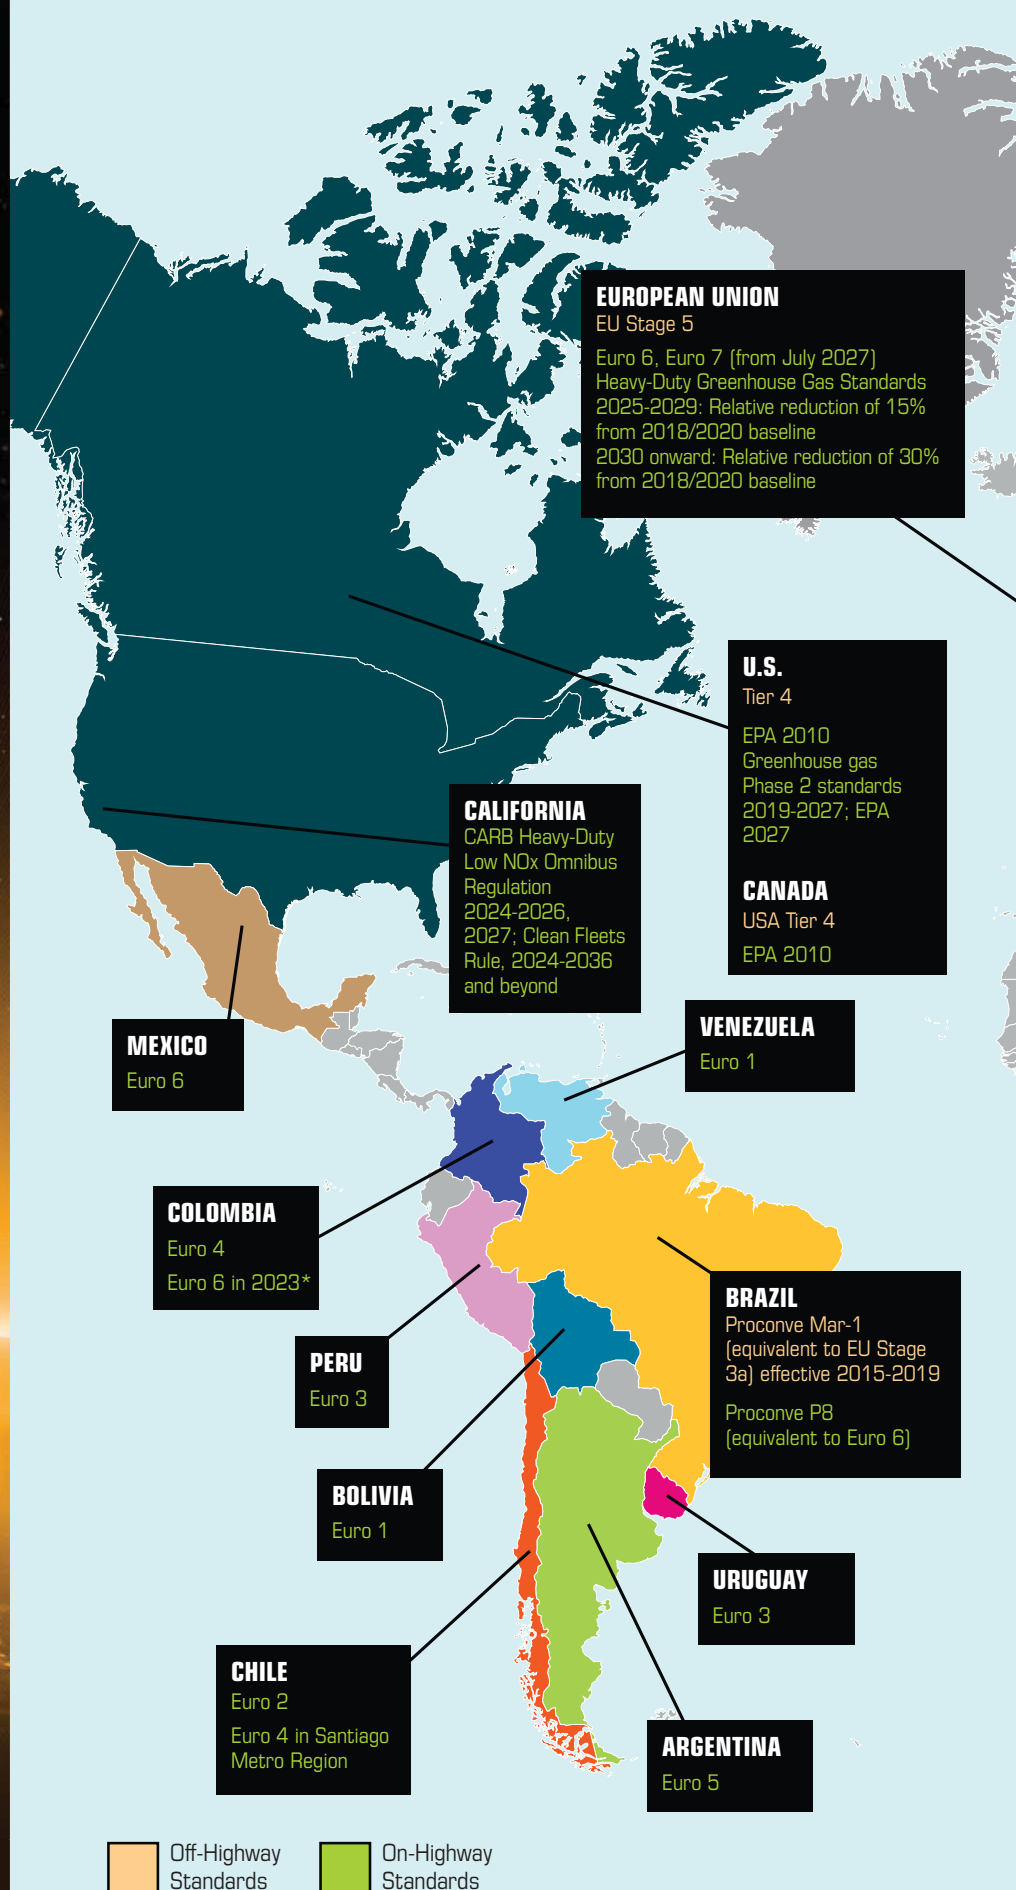 EUROPEAN UNION
EU Stage 5
Euro 6, Euro 7 (from July 2027)
Heavy-Duty Greenhouse Gas Standards
2025-2029: Relative reduction of 15%
from 2018/2020 baseline
2030 onward: Relative reduction of 30%
from 2018/2020 baseline
U.S.
Tier 4
EPA 2010
Greenhouse gas
Phase 2 standards
2019-2027; EPA
2027
CANADA
USA Tier 4
EPA 2010
CALIFORNIA
CARB Heavy-Duty
Low NOx Omnibus
Regulation
2024-2026,
2027; Clean Fleets
Rule, 2024-2036
and beyond
MEXICO
Euro 6
VENEZUELA
Euro 1
COLOMBIA
Euro 4
Euro 6 in 2023*
BRAZIL
Proconve Mar-1
(equivalent to EU Stage
3a) effective 2015-2019
Proconve P8
(equivalent to Euro 6)
PERU
Euro 3
BOLIVIA
Euro 1
URUGUAY
Euro 3
CHILE
Euro 2
Euro 4 in Santiago
Metro Region
ARGENTINA
Euro 5
Off-Highway
Standards
On-Highway
Standards